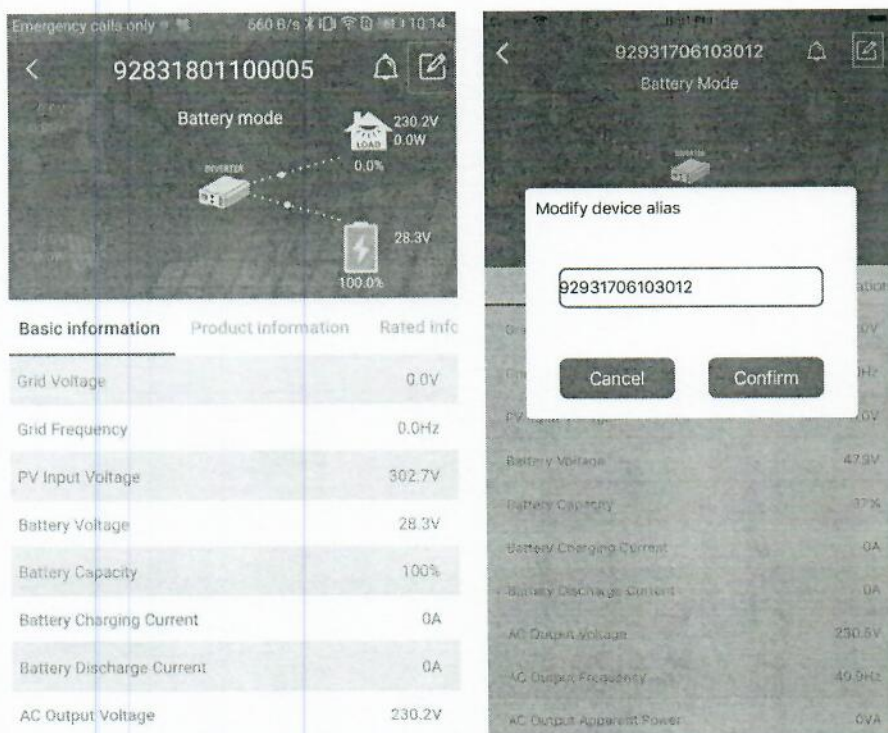 Emergency calls only 660 B/s 10:14
92831801100005
Battery mode
230.2V
0.0W
LOAD
0.0%
INVERTER
28.3V
100.0%
Basic information Product information Rated info
Grid Voltage 0.0V
Grid Frequency 0.0Hz
PV Input Voltage 302.7V
Battery Voltage 28.3V
Battery Capacity 100%
Battery Charging Current 0A
Battery Discharge Current 0A
AC Output Voltage 230.2V
92931706103012
Battery Mode
INVERTER
Modify device alias
92931706103012
Cancel Confirm
Battery Voltage 47.9V
Battery Capacity
Battery Charging Current 0A
Battery Discharge Current 0A
AC Output Voltage 230.5V
AC Output Frequency 49.9Hz
AC Output Apparent Power 0VA